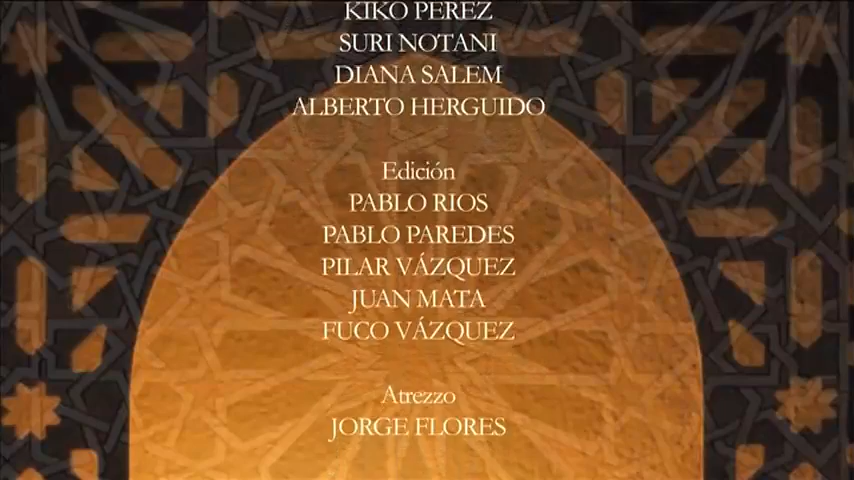 KIKO PEREZ
SURI NOTANI
DIANA SALEM
ALBERTO HERGUIDO
Edición
PABLO RIOS
PABLO PAREDES
PILAR VÁZQUEZ
JUAN MATA
FUCO VÁZQUEZ
Atrezzo
JORGE FLORES